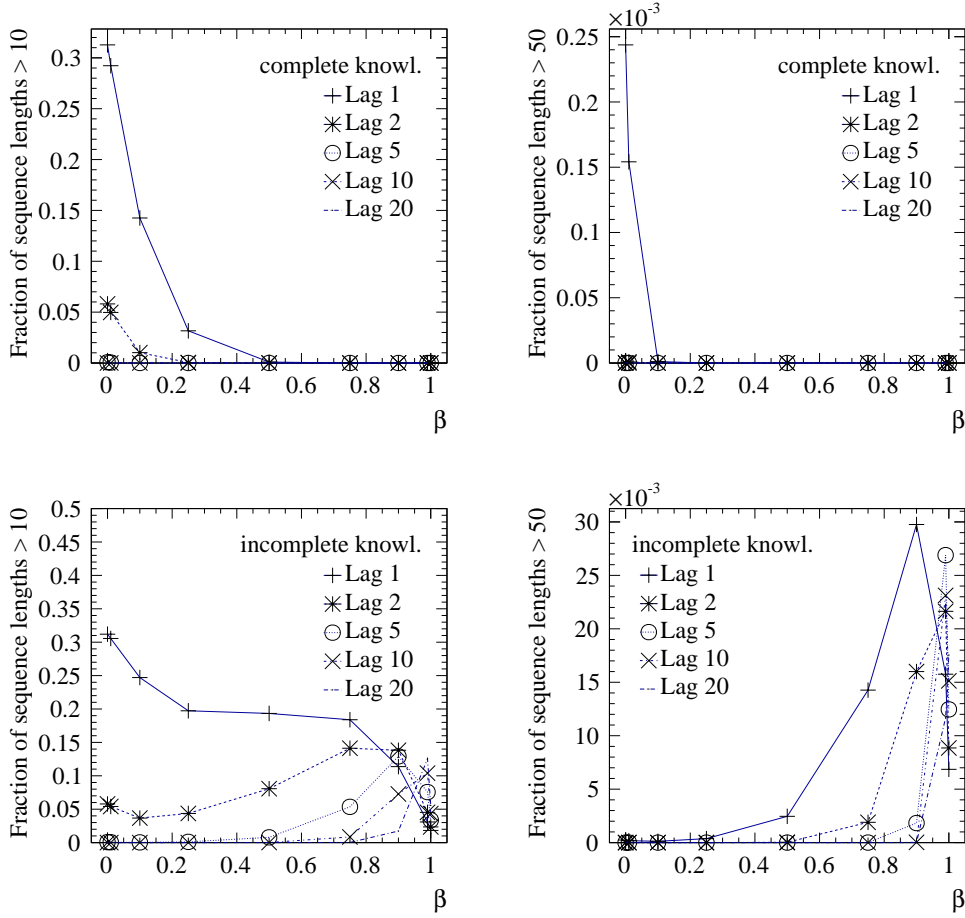 Fraction of sequence lengths > 10
0.3
0.25
0.2
0.15
0.1
0.05
0
complete knowl.
Lag 1
Lag 2
Lag 5
Lag 10
Lag 20
0 0.2 0.4 0.6 0.8 1
β
Fraction of sequence lengths > 50
×10⁻³
0.25
0.2
0.15
0.1
0.05
0
complete knowl.
Lag 1
Lag 2
Lag 5
Lag 10
Lag 20
0 0.2 0.4 0.6 0.8 1
β
Fraction of sequence lengths > 10
0.5
0.45
0.4
0.35
0.3
0.25
0.2
0.15
0.1
0.05
0
incomplete knowl.
Lag 1
Lag 2
Lag 5
Lag 10
Lag 20
0 0.2 0.4 0.6 0.8 1
β
Fraction of sequence lengths > 50
×10⁻³
30
25
20
15
10
5
0
incomplete knowl.
Lag 1
Lag 2
Lag 5
Lag 10
Lag 20
0 0.2 0.4 0.6 0.8 1
β